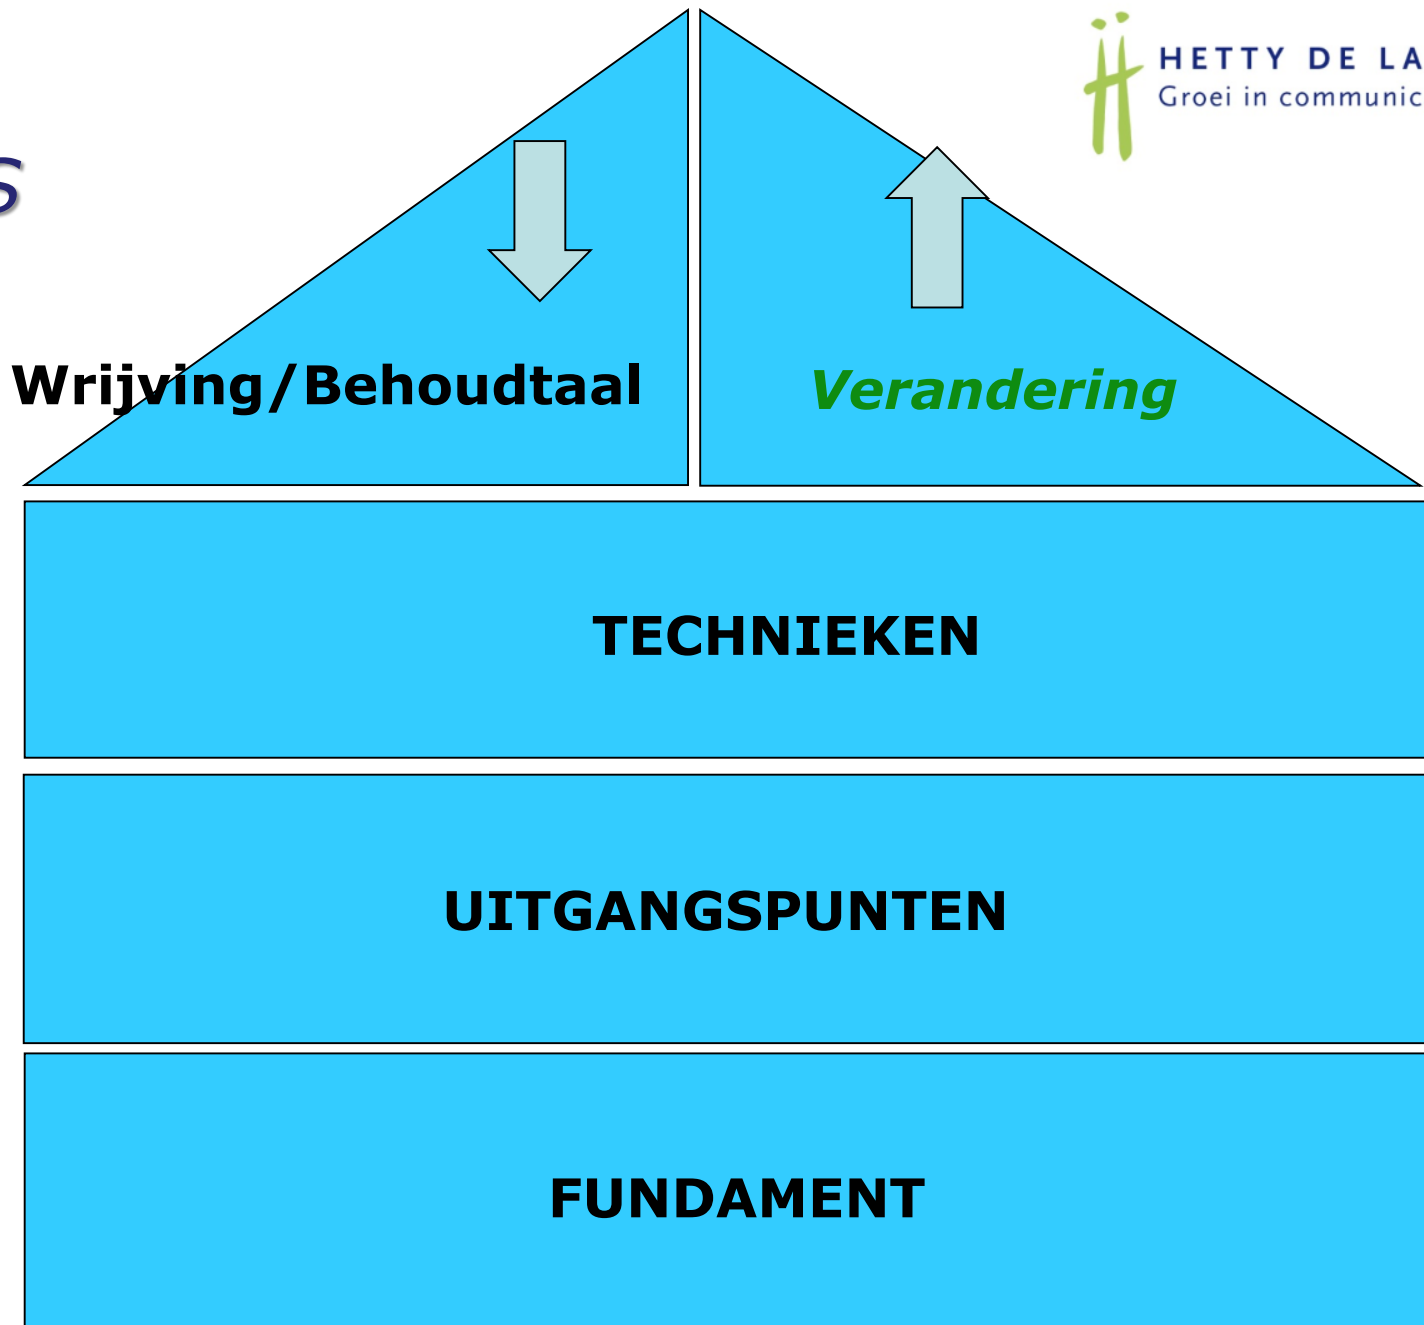 HETTY DE LA
Groei in communic
s
Wrijving/Behoudtaal
Verandering
TECHNIEKEN
UITGANGSPUNTEN
FUNDAMENT